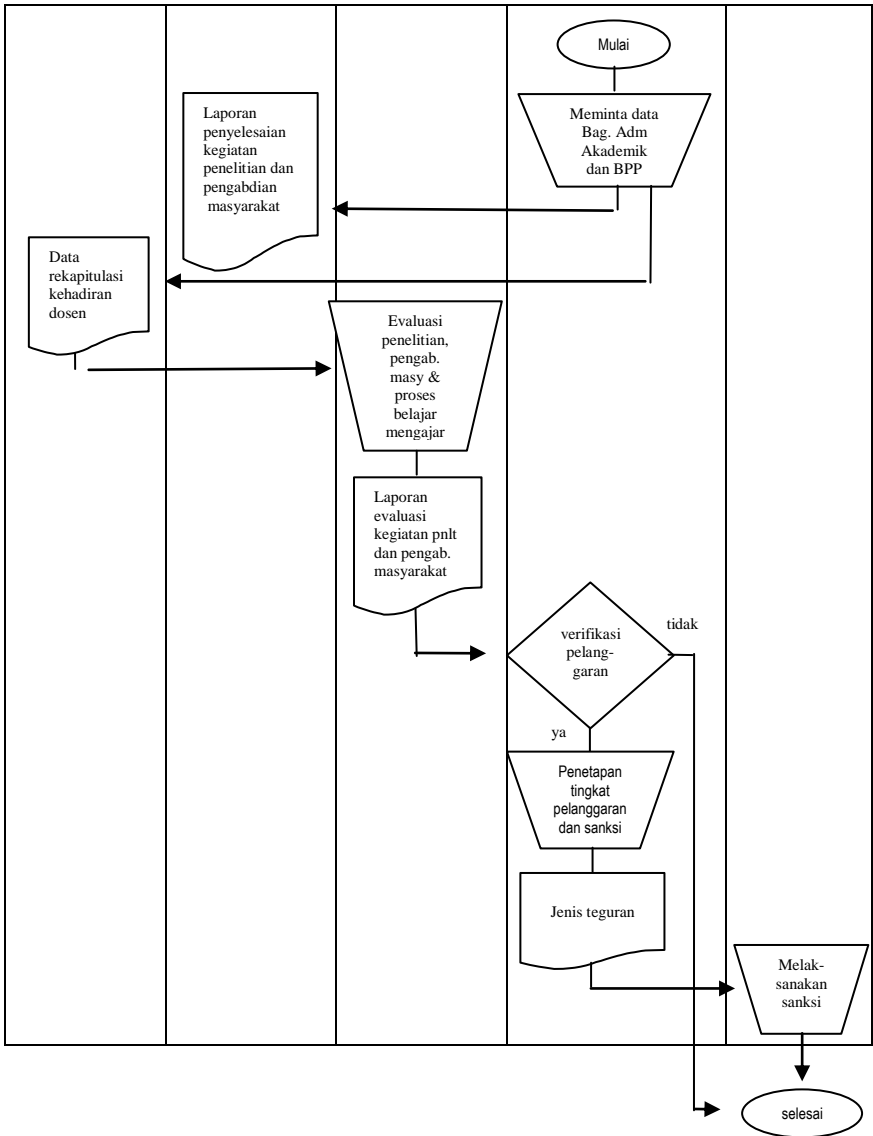 Mulai
Meminta data
Bag. Adm
Akademik
dan BPP
Laporan
penyelesaian
kegiatan
penelitian dan
pengabdian
masyarakat
Data
rekapitulasi
kehadiran
dosen
Evaluasi
penelitian,
pengab.
masy &
proses
belajar
mengajar
Laporan
evaluasi
kegiatan pnlt
dan pengab.
masyarakat
verifikasi
pelang-
garan
tidak
ya
Penetapan
tingkat
pelanggaran
dan sanksi
Jenis teguran
Melak-
sanakan
sanksi
selesai